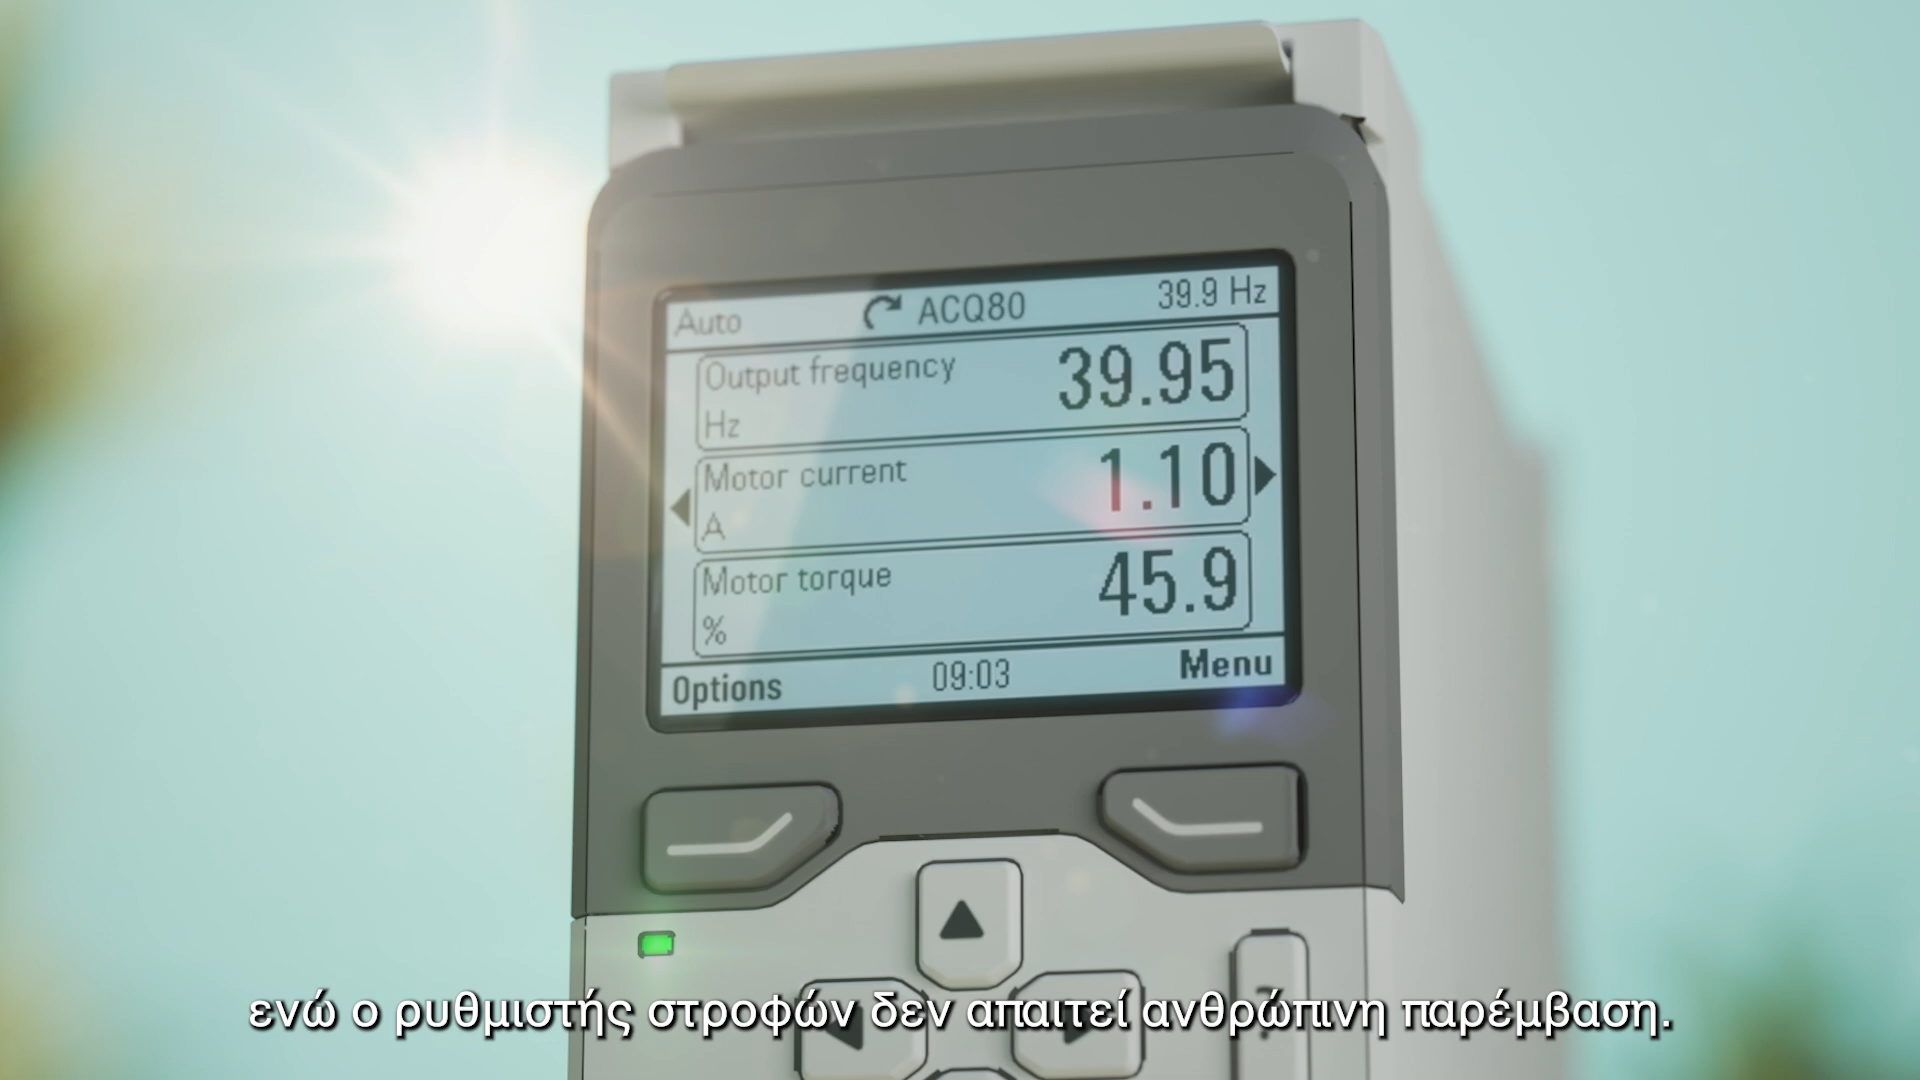 Auto ACQ80 39.9 Hz
Output frequency 39.95
Hz
Motor current 1.10
A
Motor torque 45.9
%
Options 09:03 Menu
?
ενώ ο ρυθμιστής στροφών δεν απαιτεί ανθρώπινη παρέμβαση.